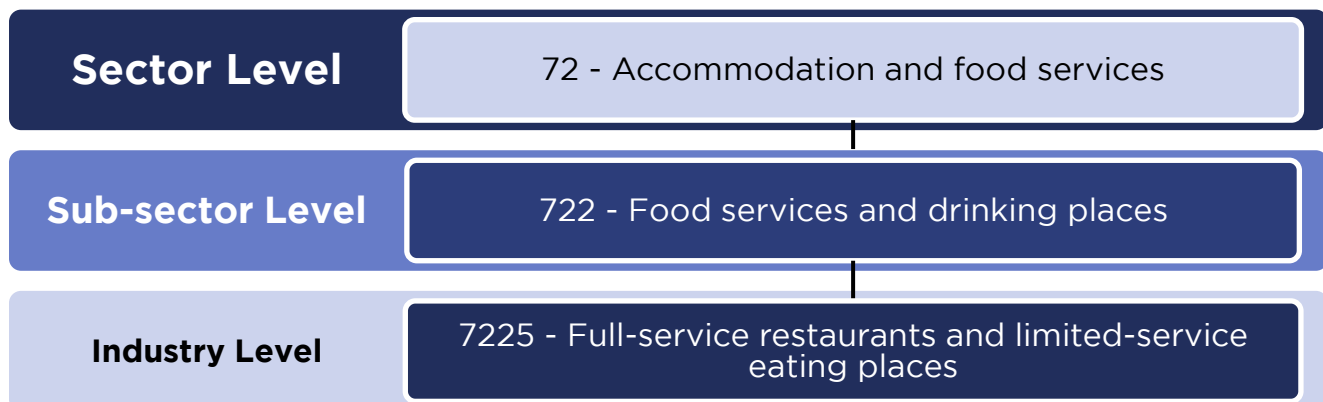 Sector Level
72 - Accommodation and food services
Sub-sector Level
722 - Food services and drinking places
Industry Level
7225 - Full-service restaurants and limited-service
eating places